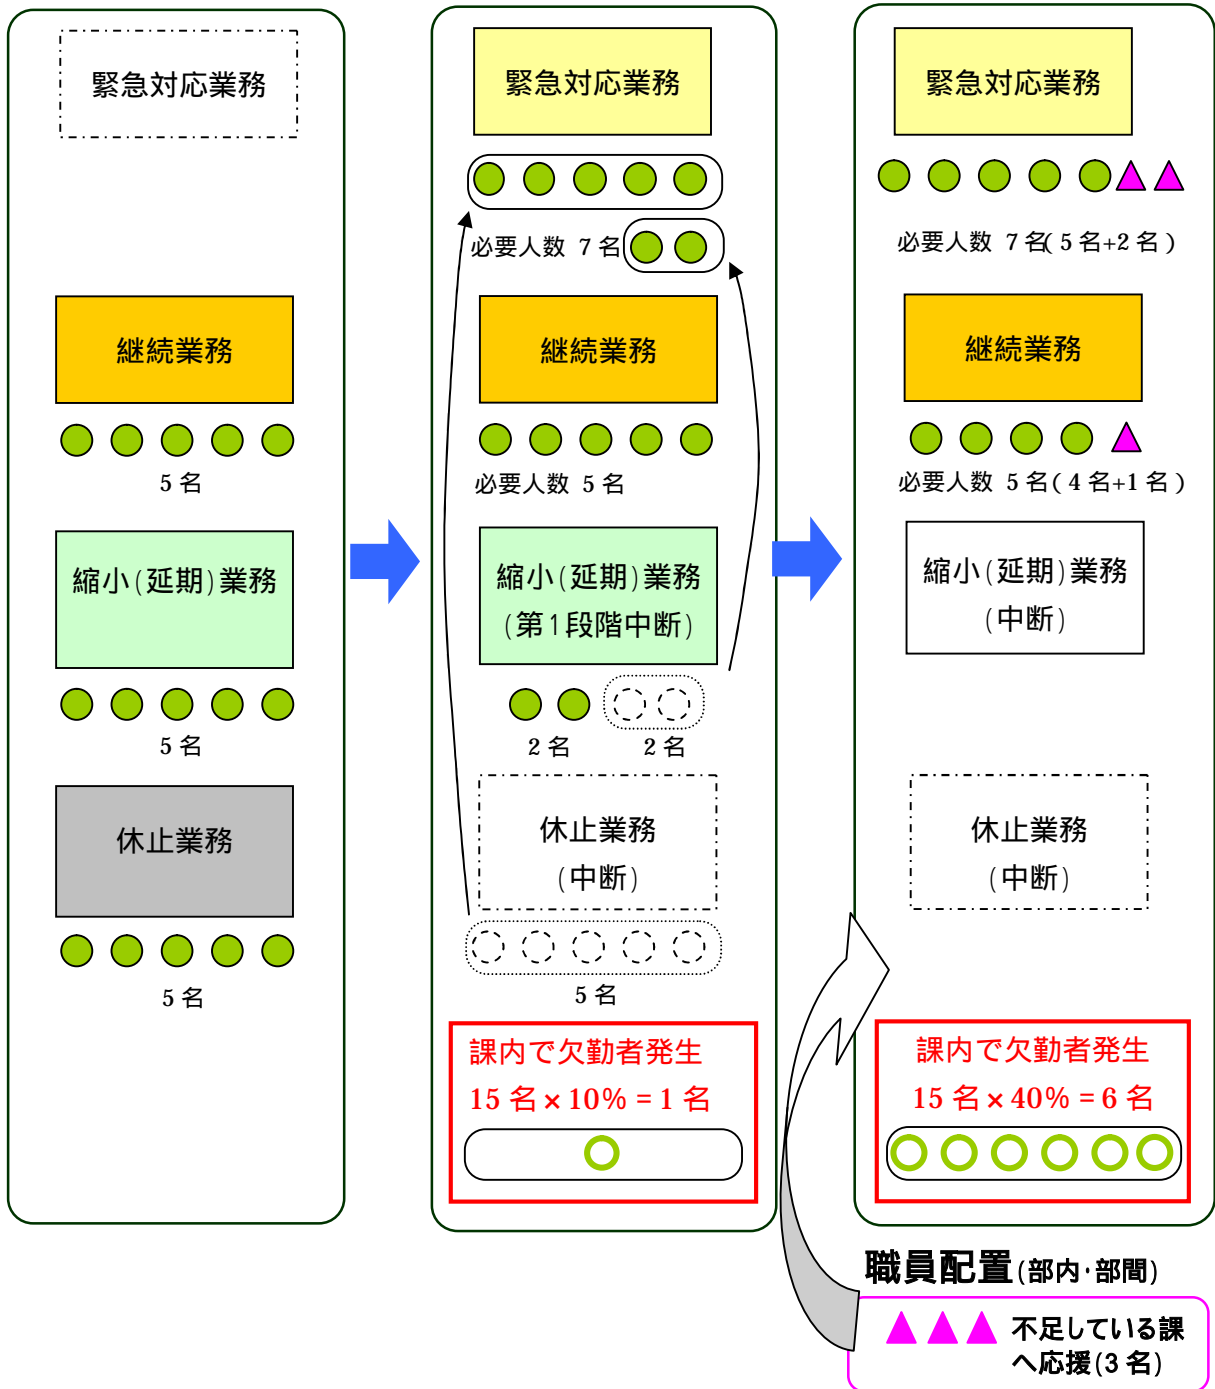 緊急対応業務
継続業務
5 名
縮小(延期)業務
5 名
休止業務
5 名
緊急対応業務
必要人数 7 名
継続業務
必要人数 5 名
縮小(延期)業務
(第1段階中断)
2 名
2 名
休止業務
(中断)
5 名
課内で欠勤者発生
15 名×10% = 1 名
緊急対応業務
必要人数 7 名( 5 名+2 名 )
継続業務
必要人数 5 名( 4 名+1 名 )
縮小(延期)業務
(中断)
休止業務
(中断)
課内で欠勤者発生
15 名×40% = 6 名
職員配置(部内・部間)
不足している課
へ応援(3 名)